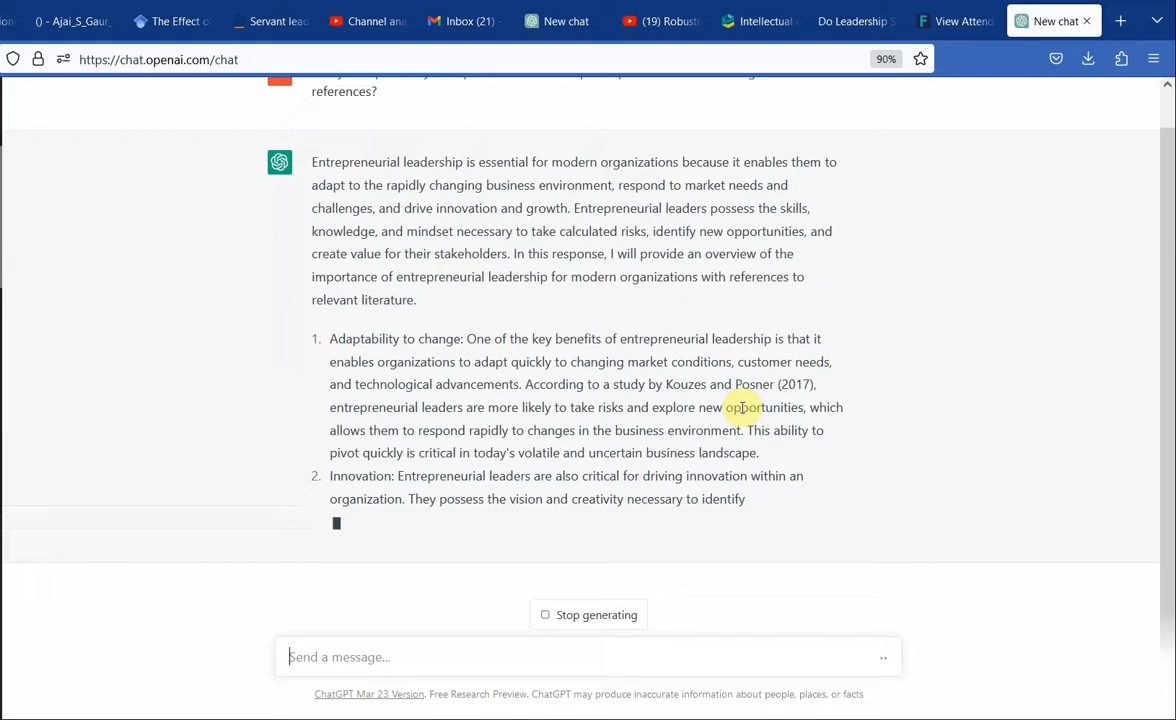 () - Ajai_S_Gaur_
The Effect o
Servant lead
Channel ana
Inbox (21) -
New chat
(19) Robustn
Intellectual
Do Leadership S
View Attend
New chat
https://chat.openai.com/chat
90%
references?
Entrepreneurial leadership is essential for modern organizations because it enables them to
adapt to the rapidly changing business environment, respond to market needs and
challenges, and drive innovation and growth. Entrepreneurial leaders possess the skills,
knowledge, and mindset necessary to take calculated risks, identify new opportunities, and
create value for their stakeholders. In this response, I will provide an overview of the
importance of entrepreneurial leadership for modern organizations with references to
relevant literature.
1. Adaptability to change: One of the key benefits of entrepreneurial leadership is that it
enables organizations to adapt quickly to changing market conditions, customer needs,
and technological advancements. According to a study by Kouzes and Posner (2017),
entrepreneurial leaders are more likely to take risks and explore new opportunities, which
allows them to respond rapidly to changes in the business environment. This ability to
pivot quickly is critical in today's volatile and uncertain business landscape.
2. Innovation: Entrepreneurial leaders are also critical for driving innovation within an
organization. They possess the vision and creativity necessary to identify
Stop generating
Send a message...
ChatGPT Mar 23 Version. Free Research Preview. ChatGPT may produce inaccurate information about people, places, or facts